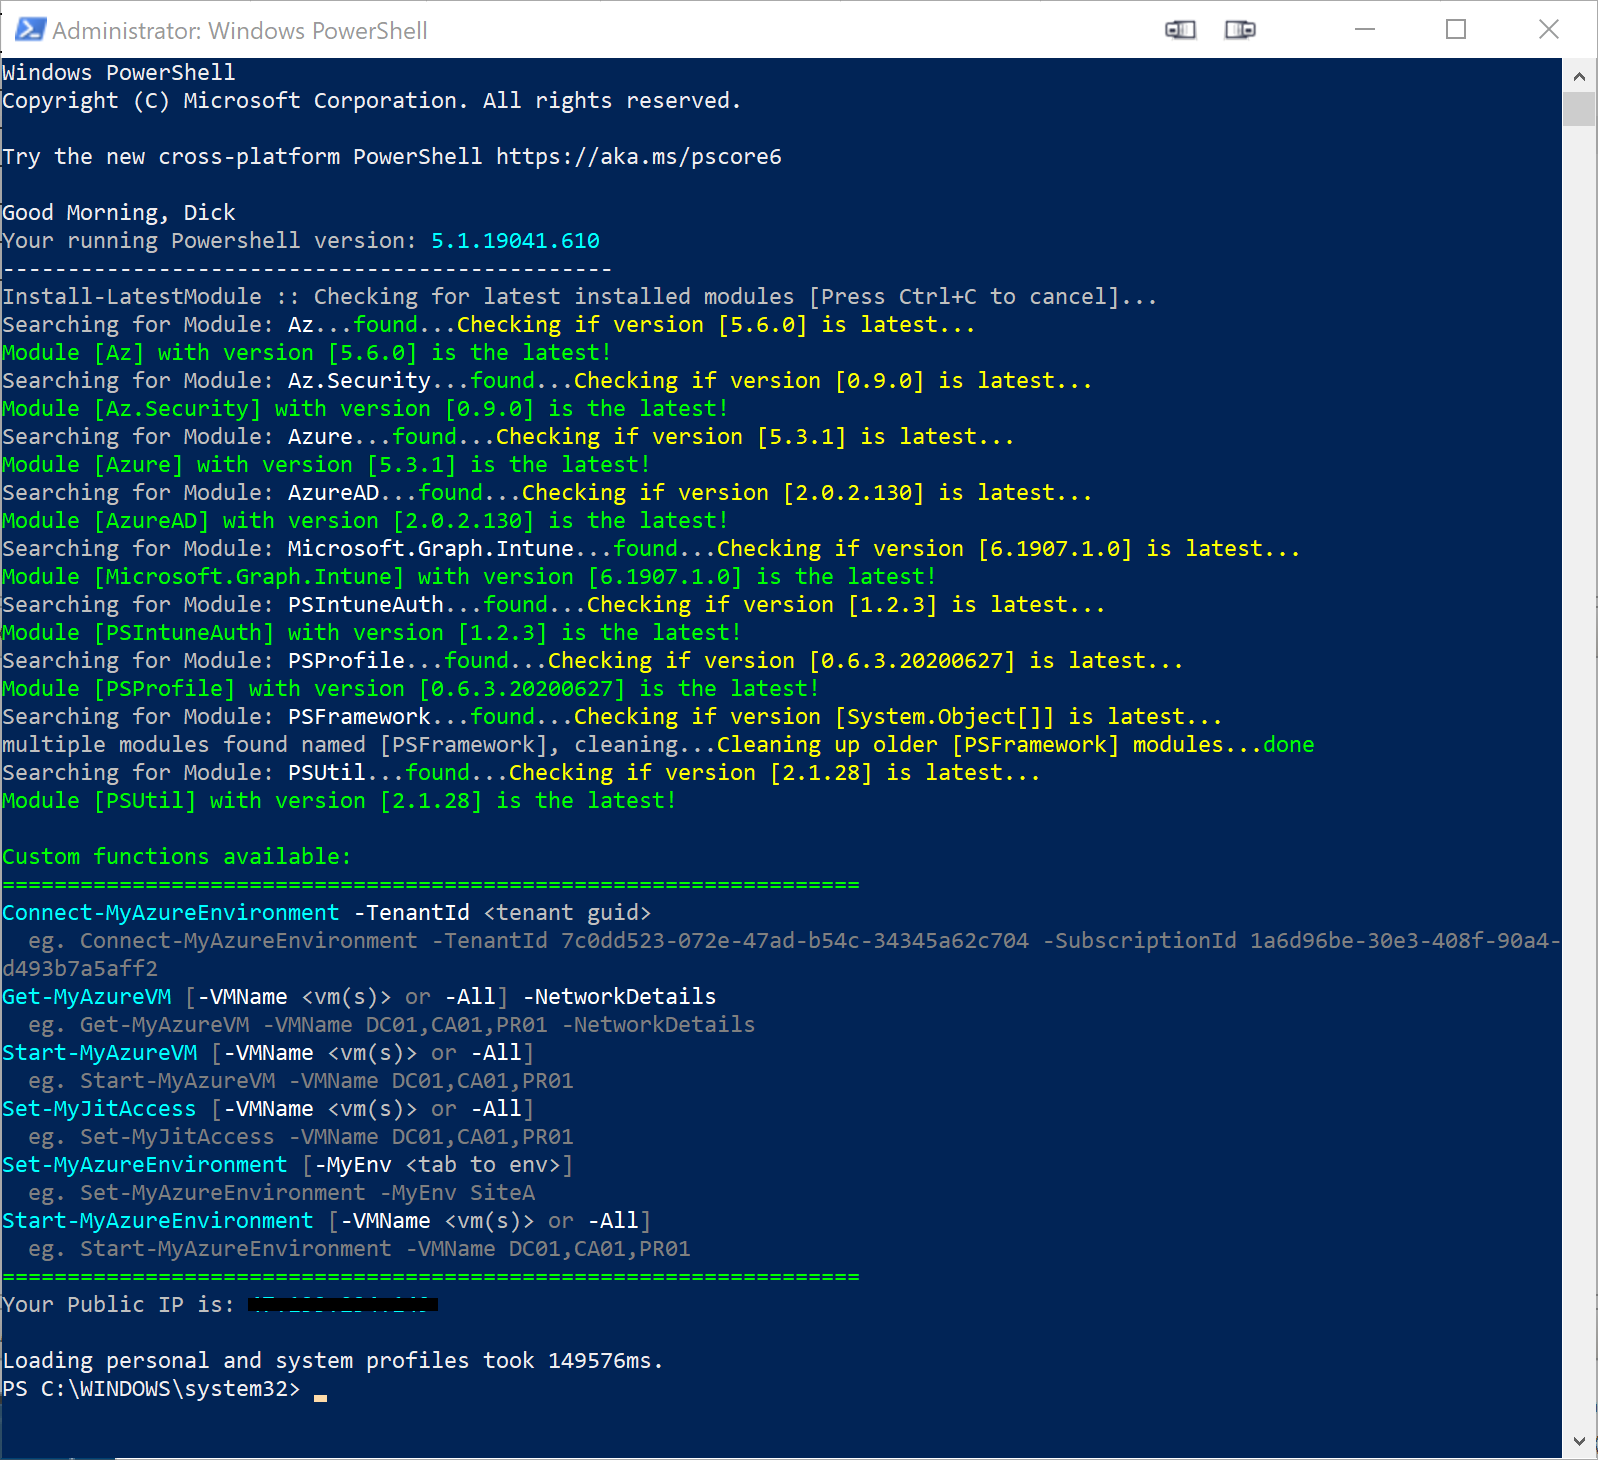 Administrator: Windows PowerShell
Windows PowerShell
Copyright (C) Microsoft Corporation. All rights reserved.
Try the new cross-platform PowerShell https://aka.ms/pscore6
Good Morning, Dick
Your running Powershell version: 5.1.19041.610
-----------------------------------------------
Install-LatestModule :: Checking for latest installed modules [Press Ctrl+C to cancel]...
Searching for Module: Az...found...Checking if version [5.6.0] is latest...
Module [Az] with version [5.6.0] is the latest!
Searching for Module: Az.Security...found...Checking if version [0.9.0] is latest...
Module [Az.Security] with version [0.9.0] is the latest!
Searching for Module: Azure...found...Checking if version [5.3.1] is latest...
Module [Azure] with version [5.3.1] is the latest!
Searching for Module: AzureAD...found...Checking if version [2.0.2.130] is latest...
Module [AzureAD] with version [2.0.2.130] is the latest!
Searching for Module: Microsoft.Graph.Intune...found...Checking if version [6.1907.1.0] is latest...
Module [Microsoft.Graph.Intune] with version [6.1907.1.0] is the latest!
Searching for Module: PSIntuneAuth...found...Checking if version [1.2.3] is latest...
Module [PSIntuneAuth] with version [1.2.3] is the latest!
Searching for Module: PSProfile...found...Checking if version [0.6.3.20200627] is latest...
Module [PSProfile] with version [0.6.3.20200627] is the latest!
Searching for Module: PSFramework...found...Checking if version [System.Object[]] is latest...
multiple modules found named [PSFramework], cleaning...Cleaning up older [PSFramework] modules...done
Searching for Module: PSUtil...found...Checking if version [2.1.28] is latest...
Module [PSUtil] with version [2.1.28] is the latest!
Custom functions available:
==================================================================
Connect-MyAzureEnvironment -TenantId <tenant guid>
eg. Connect-MyAzureEnvironment -TenantId 7c0dd523-072e-47ad-b54c-34345a62c704 -SubscriptionId 1a6d96be-30e3-408f-90a4-
d493b7a5aff2
Get-MyAzureVM [-VMName <vm(s)> or -All] -NetworkDetails
eg. Get-MyAzureVM -VMName DC01,CA01,PR01 -NetworkDetails
Start-MyAzureVM [-VMName <vm(s)> or -All]
eg. Start-MyAzureVM -VMName DC01,CA01,PR01
Set-MyJitAccess [-VMName <vm(s)> or -All]
eg. Set-MyJitAccess -VMName DC01,CA01,PR01
Set-MyAzureEnvironment [-MyEnv <tab to env>]
eg. Set-MyAzureEnvironment -MyEnv SiteA
Start-MyAzureEnvironment [-VMName <vm(s)> or -All]
eg. Start-MyAzureEnvironment -VMName DC01,CA01,PR01
==================================================================
Your Public IP is:
Loading personal and system profiles took 149576ms.
PS C:\WINDOWS\system32>